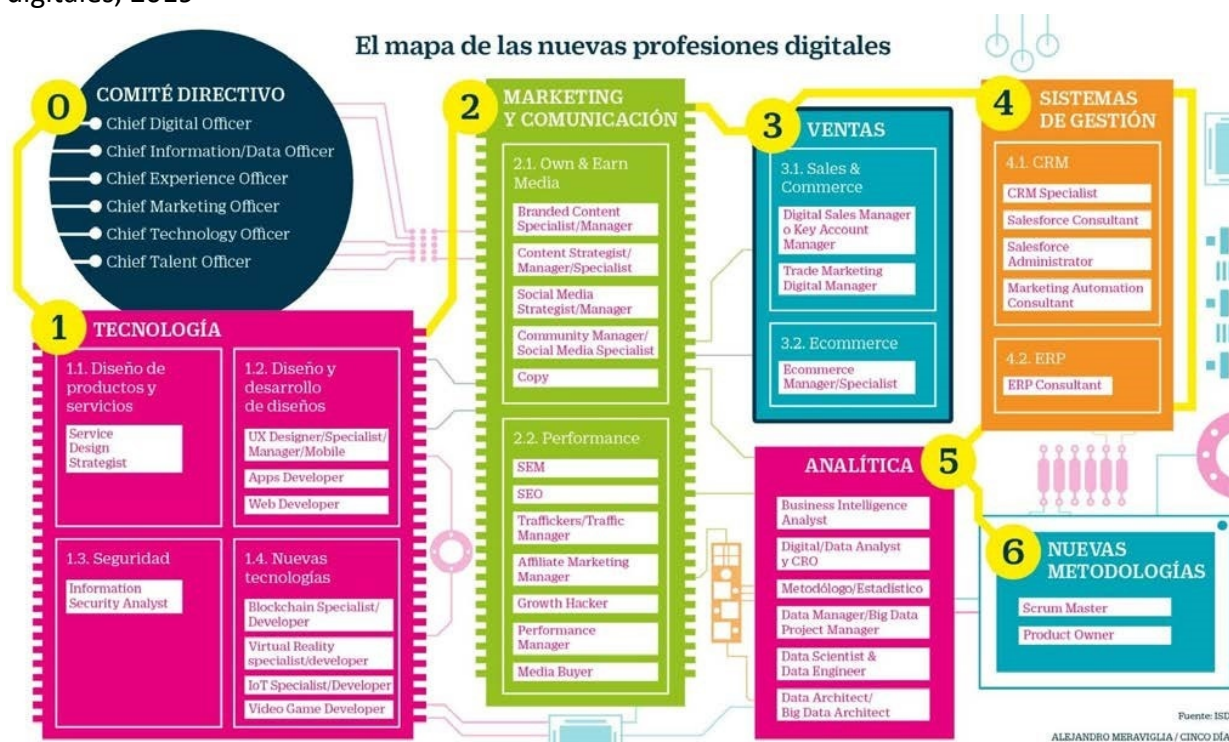 digitales, 2019
El mapa de las nuevas profesiones digitales
0
COMITÉ DIRECTIVO
Chief Digital Officer
Chief Information/Data Officer
Chief Experience Officer
Chief Marketing Officer
Chief Technology Officer
Chief Talent Officer
1
TECNOLOGÍA
1.1. Diseño de
productos y
servicios
Service
Design
Strategist
1.2. Diseño y
desarrollo
de diseños
UX Designer/Specialist/
Manager/Mobile
Apps Developer
Web Developer
1.3. Seguridad
Information
Security Analyst
1.4. Nuevas
tecnologías
Blockchain Specialist/
Developer
Virtual Reality
specialist/developer
IoT Specialist/Developer
Video Game Developer
2
MARKETING
Y COMUNICACIÓN
2.1. Own & Earn
Media
Branded Content
Specialist/Manager
Content Strategist/
Manager/Specialist
Social Media
Strategist/Manager
Community Manager/
Social Media Specialist
Copy
2.2. Performance
SEM
SEO
Traffickers/Traffic
Manager
Affiliate Marketing
Manager
Growth Hacker
Performance
Manager
Media Buyer
3
VENTAS
3.1. Sales &
Commerce
Digital Sales Manager
o Key Account
Manager
Trade Marketing
Digital Manager
3.2. Ecommerce
Ecommerce
Manager/Specialist
4
SISTEMAS
DE GESTIÓN
4.1. CRM
CRM Specialist
Salesforce Consultant
Salesforce
Administrator
Marketing Automation
Consultant
4.2. ERP
ERP Consultant
ANALÍTICA
5
Business Intelligence
Analyst
Digital/Data Analyst
y CRO
Metodólogo/Estadístico
Data Manager/Big Data
Project Manager
Data Scientist &
Data Engineer
Data Architect/
Big Data Architect
6
NUEVAS
METODOLOGÍAS
Scrum Master
Product Owner
Fuente: ISD
ALEJANDRO MERAVIGLIA / CINCO DÍA